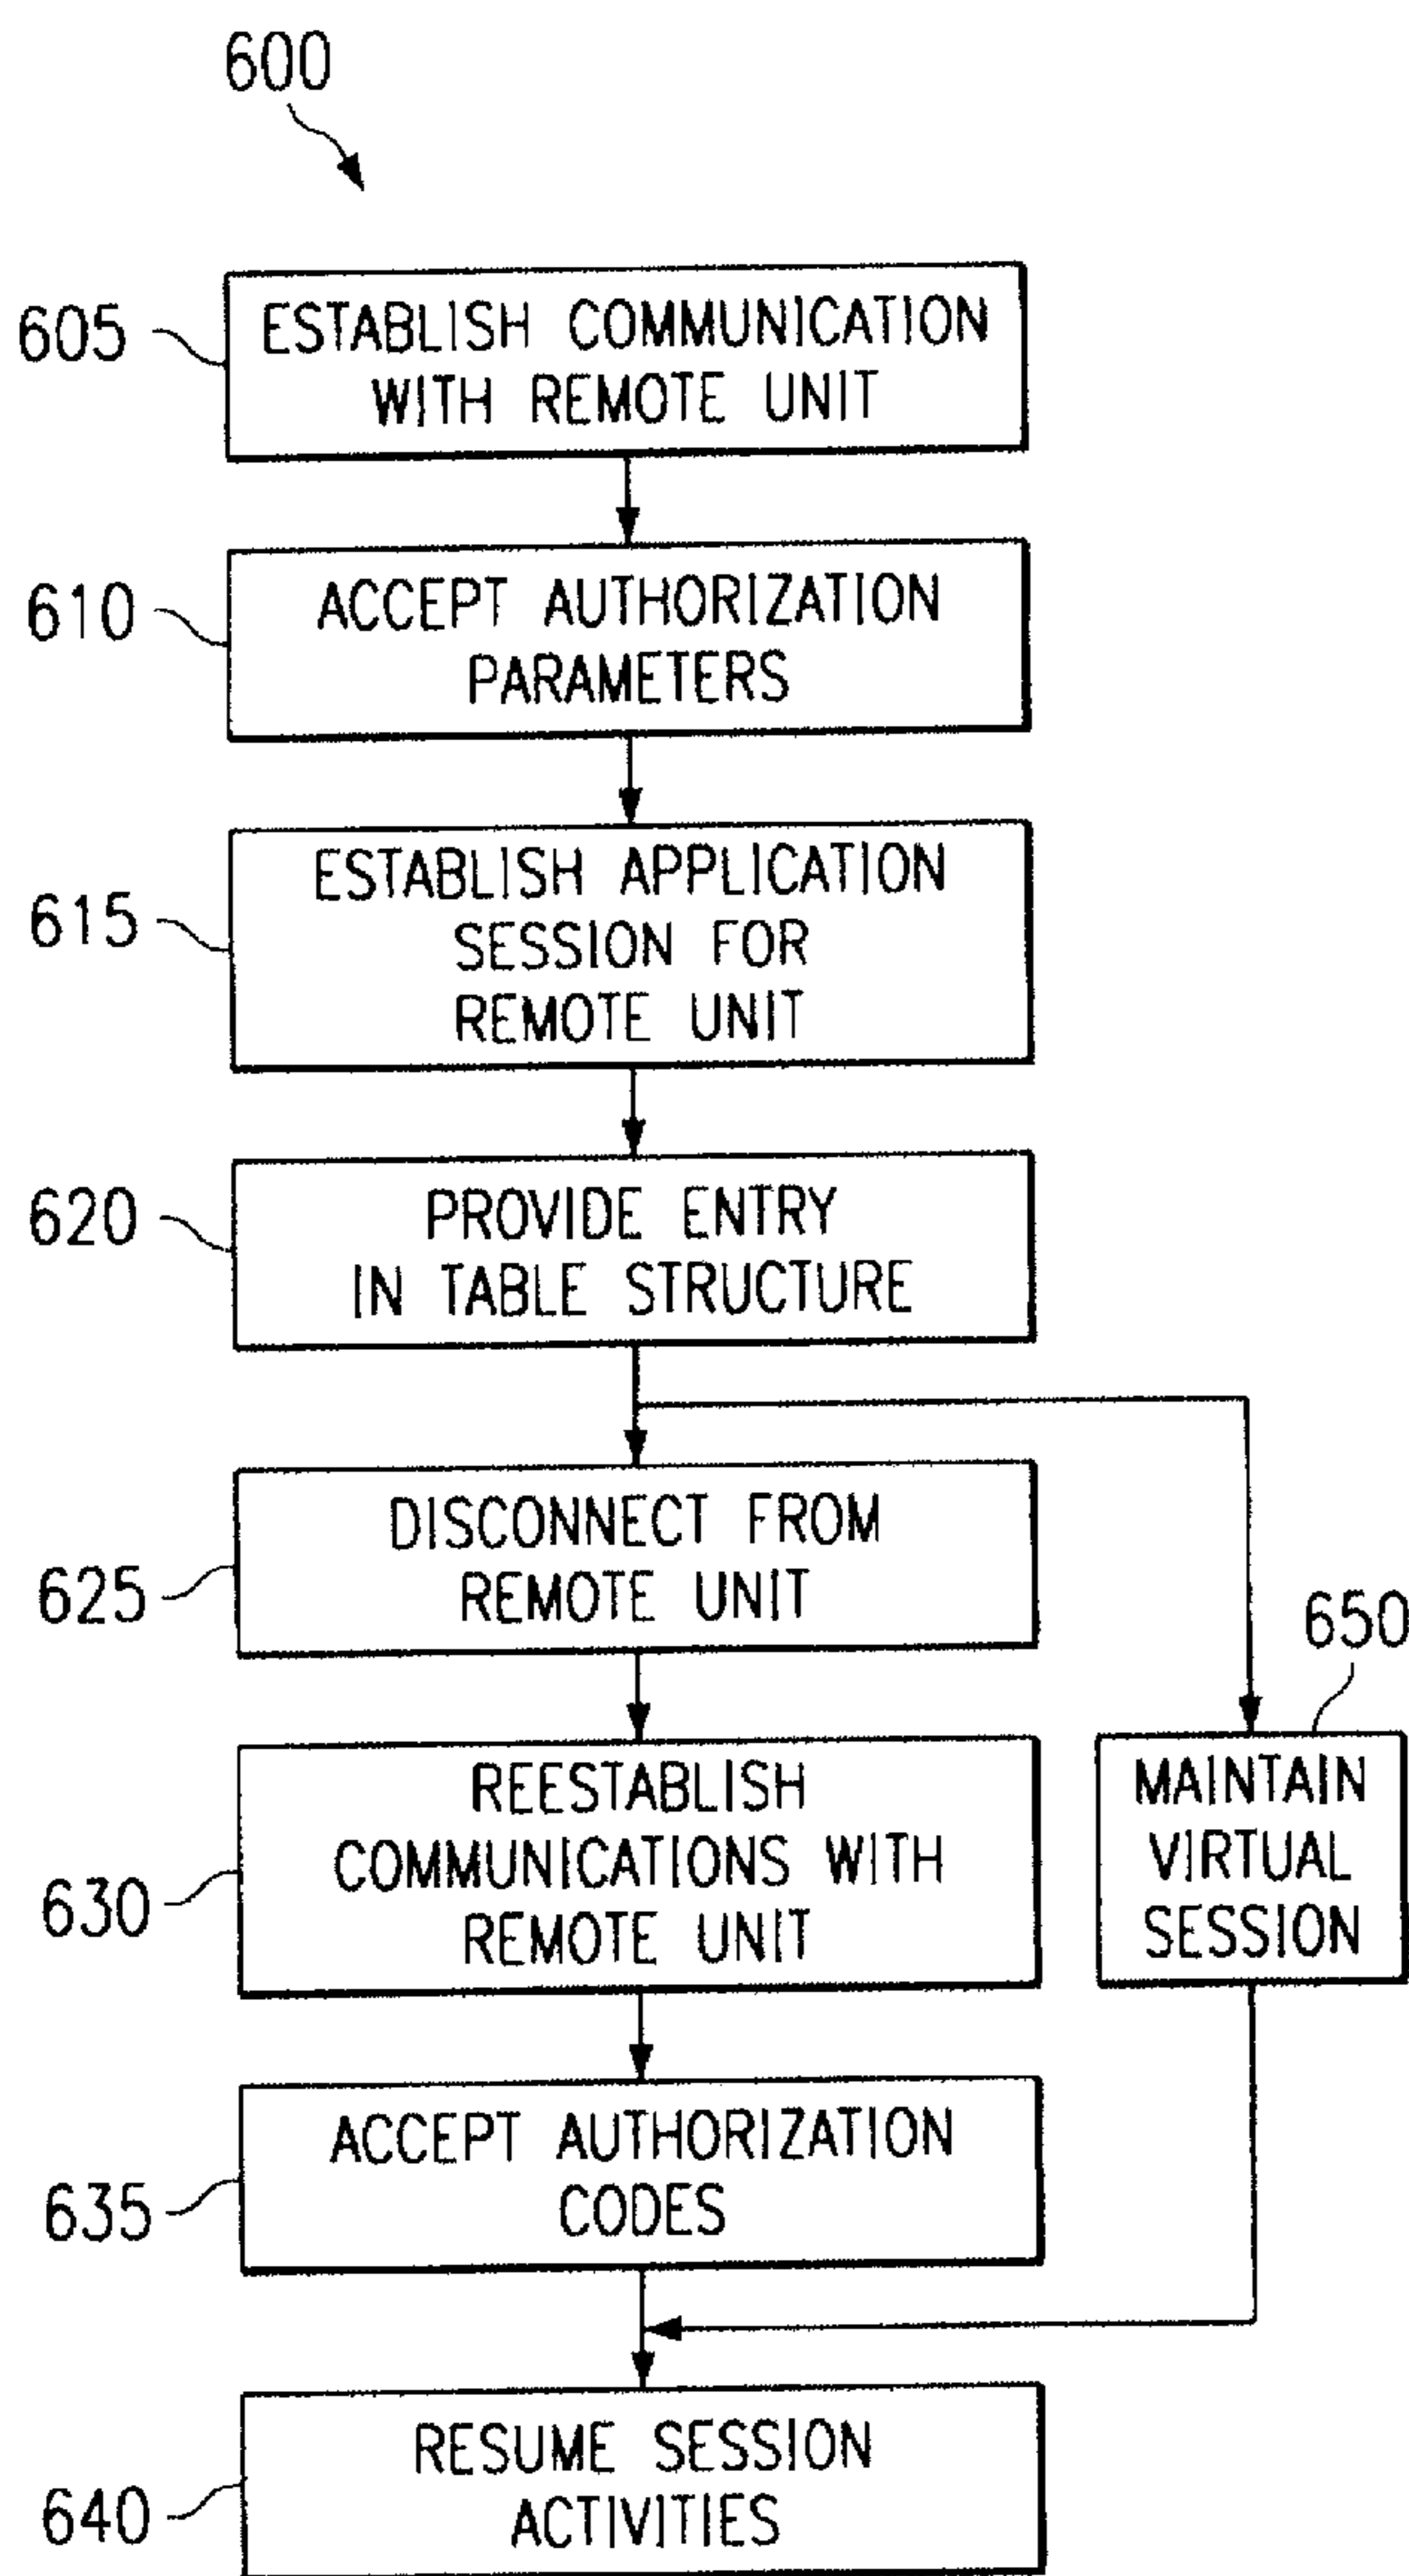 600
605
ESTABLISH COMMUNICATION
WITH REMOTE UNIT
610
ACCEPT AUTHORIZATION
PARAMETERS
615
ESTABLISH APPLICATION
SESSION FOR
REMOTE UNIT
620
PROVIDE ENTRY
IN TABLE STRUCTURE
625
DISCONNECT FROM
REMOTE UNIT
630
REESTABLISH
COMMUNICATIONS WITH
REMOTE UNIT
650
MAINTAIN
VIRTUAL
SESSION
635
ACCEPT AUTHORIZATION
CODES
640
RESUME SESSION
ACTIVITIES